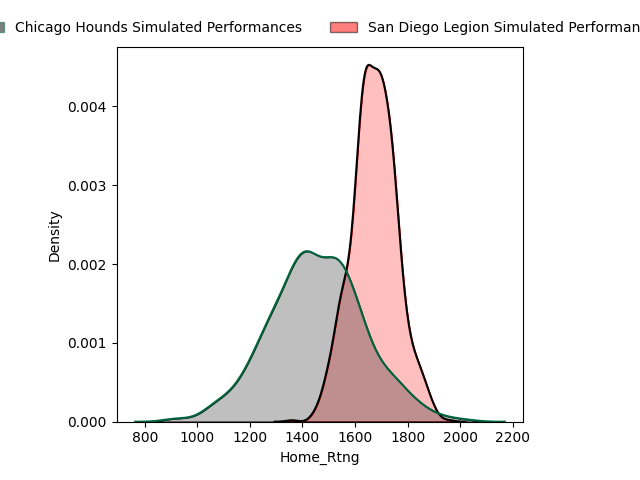 Chicago Hounds Simulated Performances San Diego Legion Simulated Performan
0.004
0.003
0.002
0.001
0.000
Density
800 1000 1200 1400 1600 1800 2000 2200
Home_Rtng